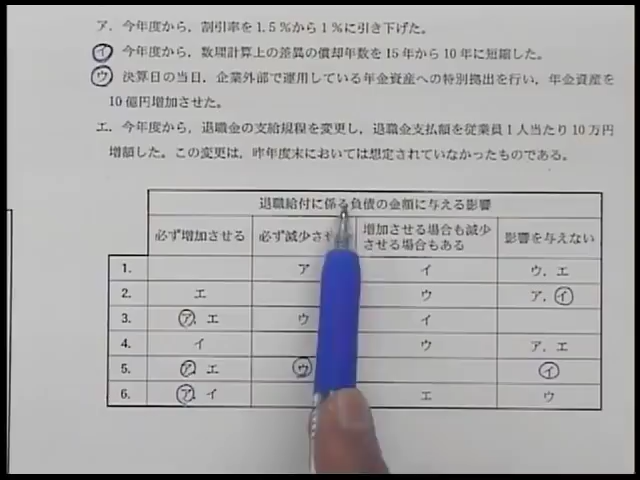 ア．今年度から，割引率を1.5％から1％に引き下げた。
イ 今年度から，数理計算上の差異の償却年数を15年から10年に短縮した。
ウ 決算日の当日，企業外部で運用している年金資産への特別拠出を行い，年金資産を
10億円増加させた。
エ．今年度から，退職金の支給規程を変更し，退職金支払額を従業員1人当たり10万円
増額した。この変更は，昨年度末においては想定されていなかったものである。
退職給付に係る負債の金額に与える影響
必ず増加させる 必ず減少させ 増加させる場合も減少させる場合もある 影響を与えない
1. ア イ ウ．エ
2. エ ウ ア．イ
3. ア．エ ウ イ
4. イ ウ ア．エ
5. ア．エ ウ イ
6. ア．イ エ ウ